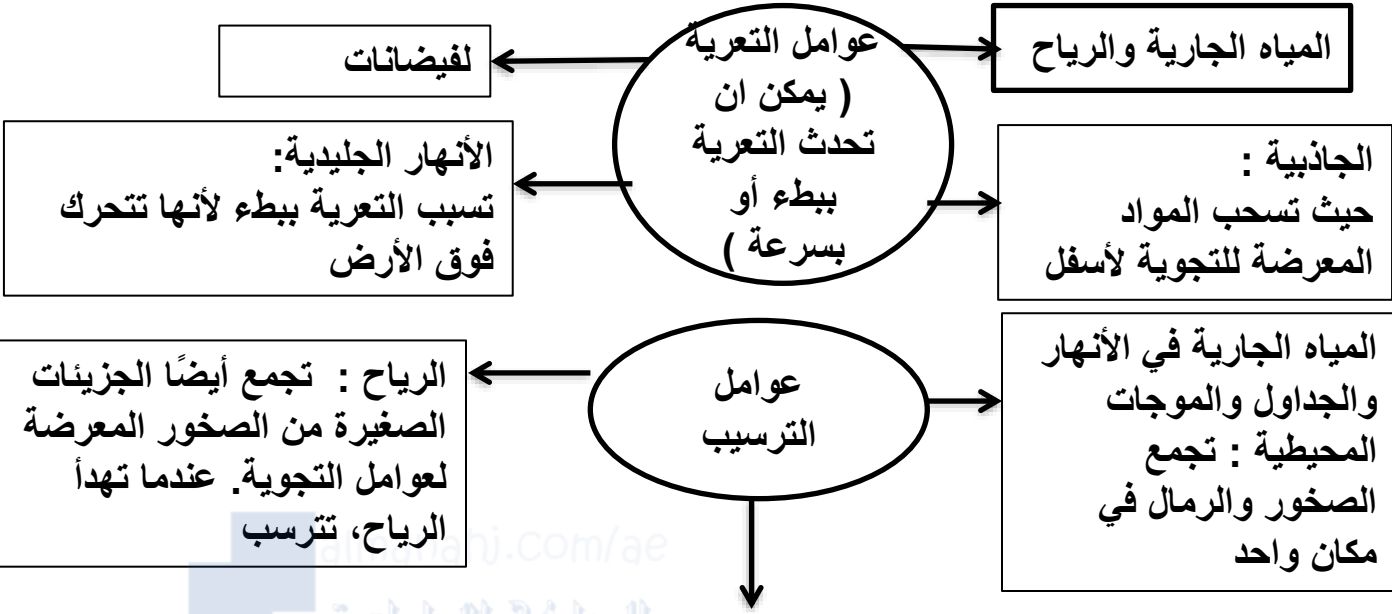 المياه الجارية والرياح
عوامل التعرية
( يمكن ان
تحدث التعرية
ببطء أو
بسرعة )
لفيضانات
الجاذبية :
حيث تسحب المواد
المعرضة للتجوية لأسفل
الأنهار الجليدية:
تسبب التعرية ببطء لأنها تتحرك
فوق الأرض
المياه الجارية في الأنهار
والجداول والموجات
المحيطية : تجمع
الصخور والرمال في
مكان واحد
عوامل
الترسيب
الرياح : تجمع أيضًا الجزيئات
الصغيرة من الصخور المعرضة
لعوامل التجوية. عندما تهدأ
الرياح، تترسب